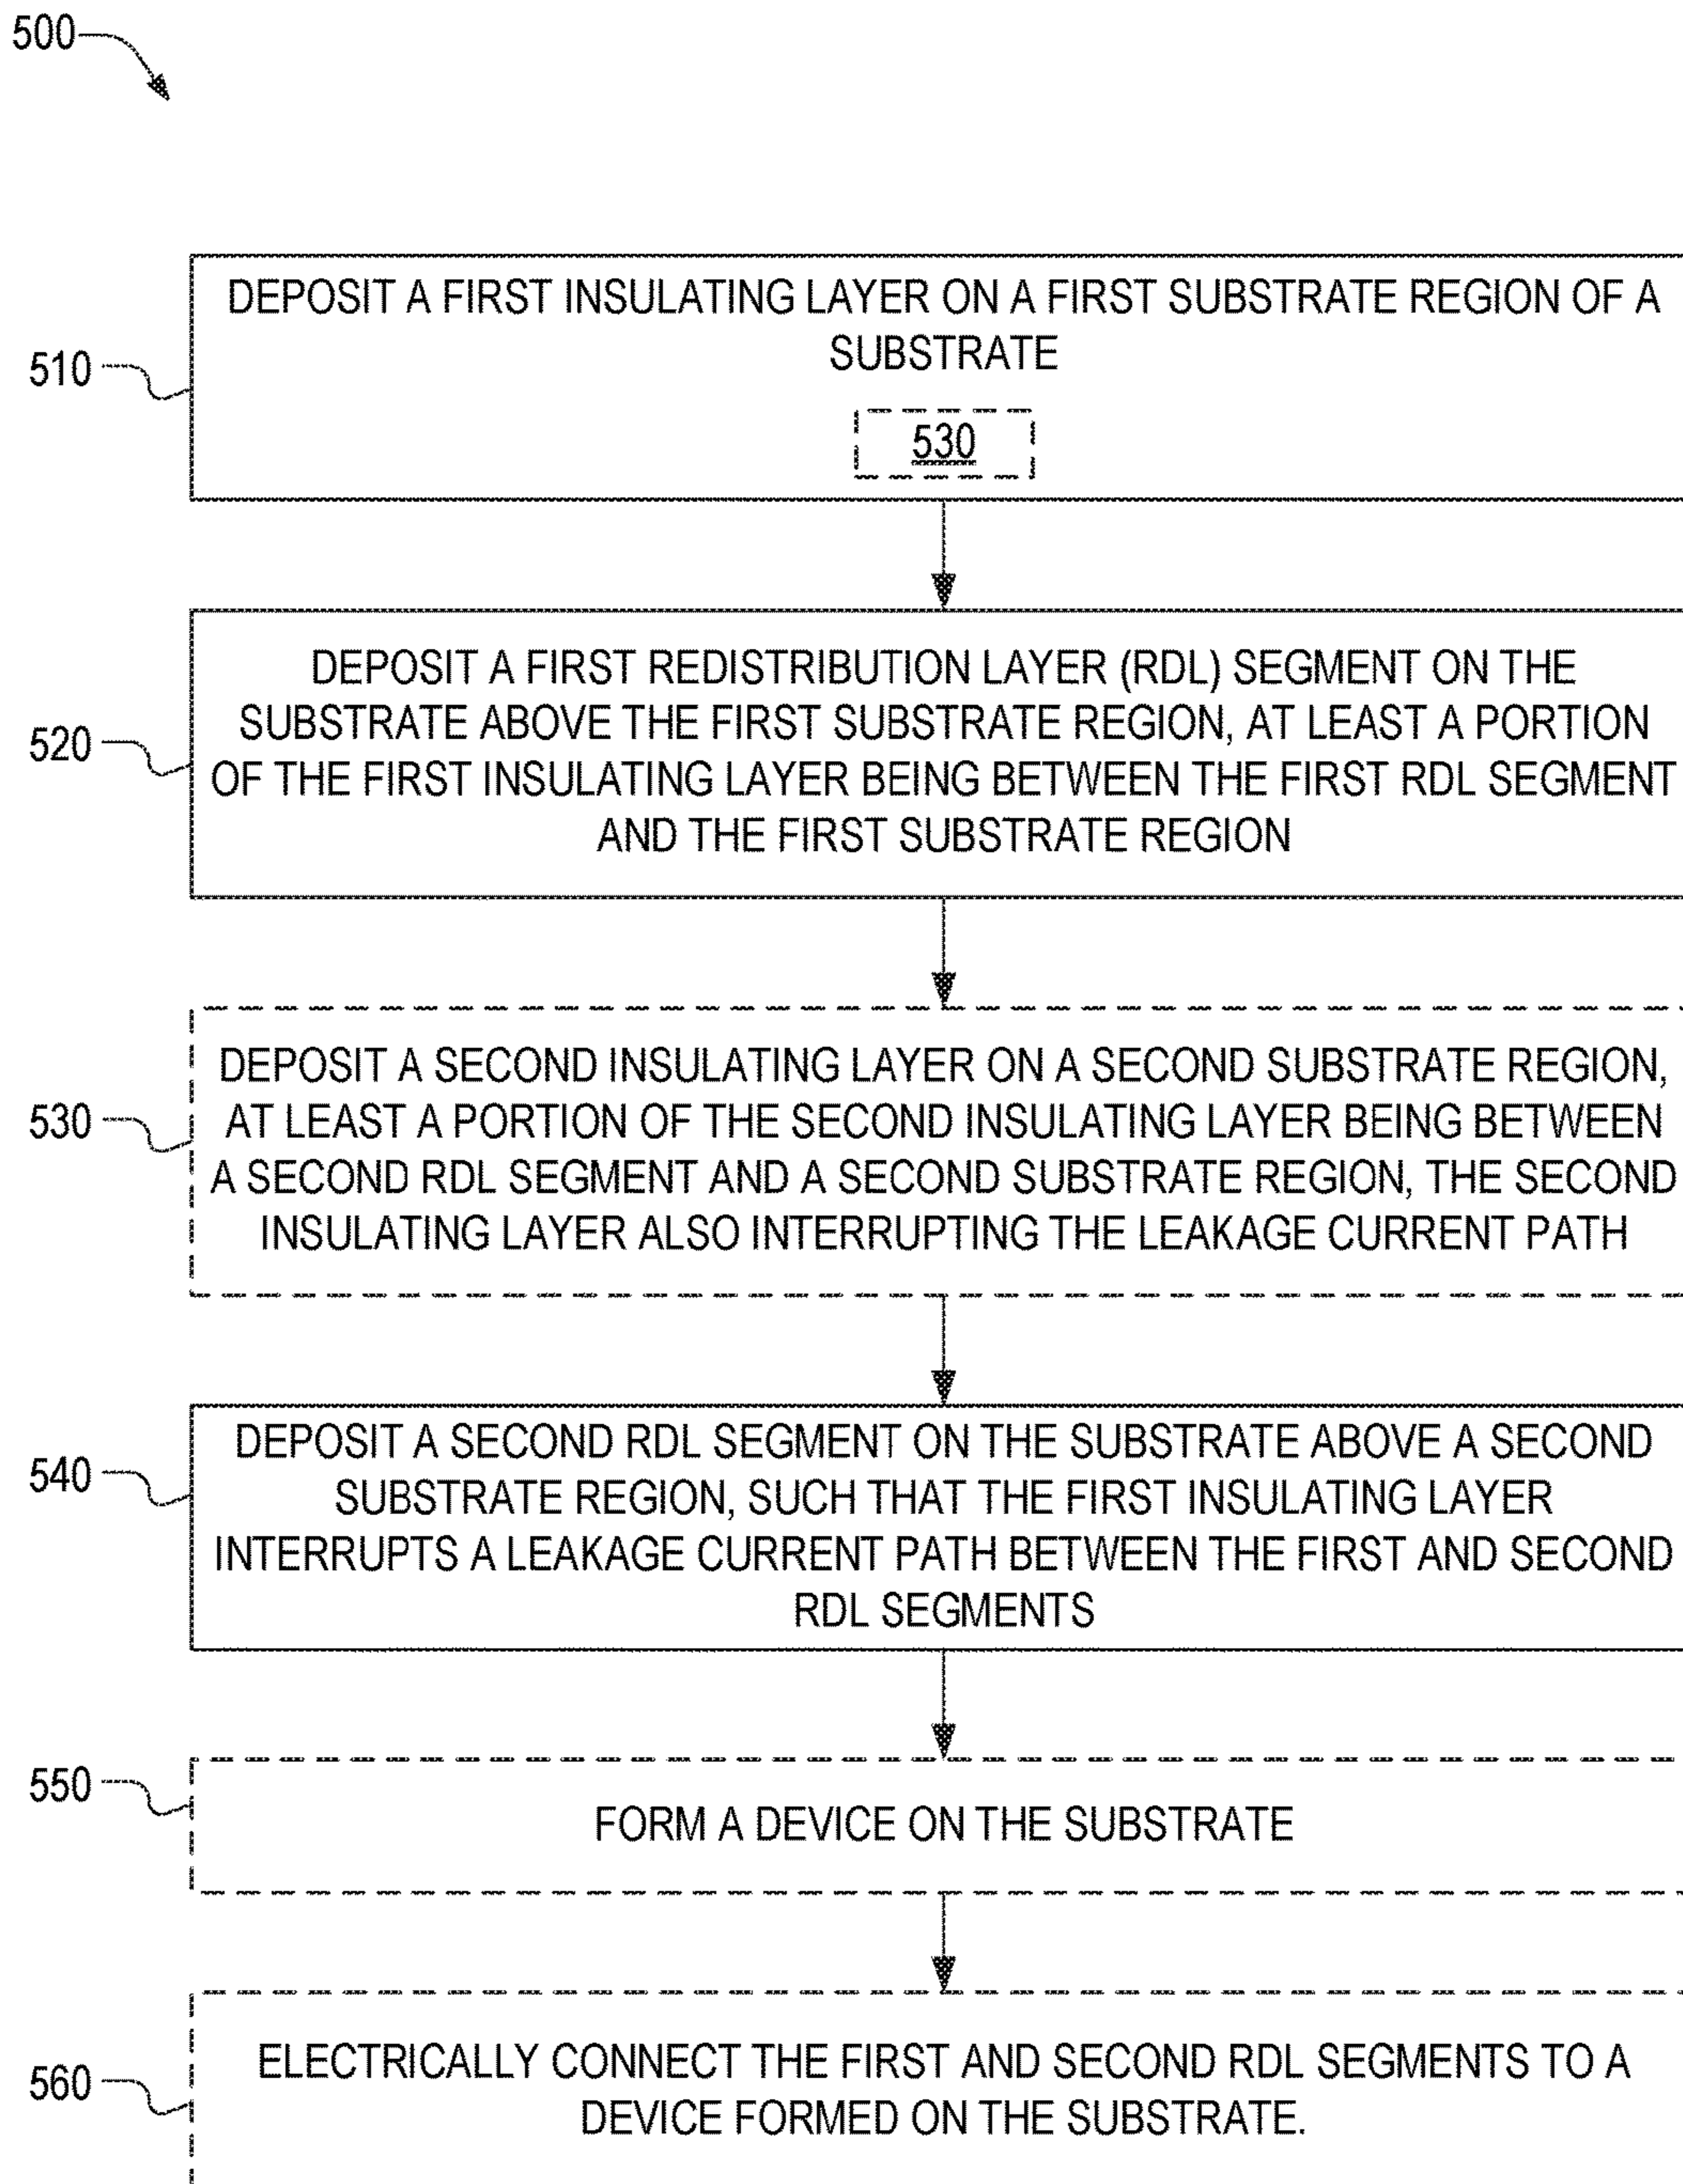 500
DEPOSIT A FIRST INSULATING LAYER ON A FIRST SUBSTRATE REGION OF A
SUBSTRATE
510
530
DEPOSIT A FIRST REDISTRIBUTION LAYER (RDL) SEGMENT ON THE
SUBSTRATE ABOVE THE FIRST SUBSTRATE REGION, AT LEAST A PORTION
520
OF THE FIRST INSULATING LAYER BEING BETWEEN THE FIRST RDL SEGMENT
AND THE FIRST SUBSTRATE REGION
DEPOSIT A SECOND INSULATING LAYER ON A SECOND SUBSTRATE REGION,
530
AT LEAST A PORTION OF THE SECOND INSULATING LAYER BEING BETWEEN
A SECOND RDL SEGMENT AND A SECOND SUBSTRATE REGION, THE SECOND
INSULATING LAYER ALSO INTERRUPTING THE LEAKAGE CURRENT PATH
DEPOSIT A SECOND RDL SEGMENT ON THE SUBSTRATE ABOVE A SECOND
540
SUBSTRATE REGION, SUCH THAT THE FIRST INSULATING LAYER
INTERRUPTS A LEAKAGE CURRENT PATH BETWEEN THE FIRST AND SECOND
RDL SEGMENTS
550
FORM A DEVICE ON THE SUBSTRATE
ELECTRICALLY CONNECT THE FIRST AND SECOND RDL SEGMENTS TO A
560
DEVICE FORMED ON THE SUBSTRATE.